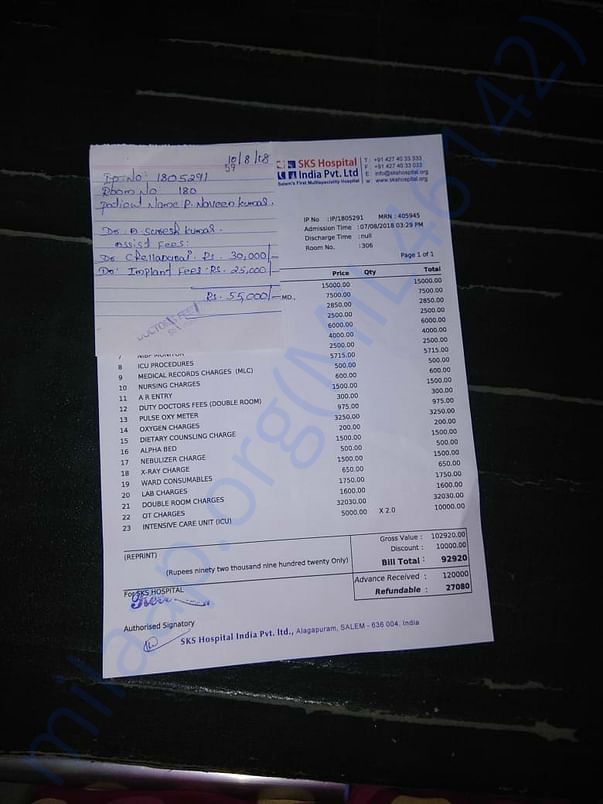 10/8/18
IP.No: 1805291
Room No 180
patient Name P. Naveen kumar.
Dr. A. Suresh kumar.
assist Fees:
Dr Chellapandi Rs. 30,000/-
Dr. Implant Fees: Rs. 25,000/-
Rs. 55,000/-
SKS Hospital
India Pvt. Ltd
Salem's First Multispeciality Hospital
T : +91 427 40 33 333
F : +91 427 40 33 033
E : info@skshospital.org
w : www.skshospital.org
IP No : IP/1805291 MRN : 405945
Admission Time : 07/08/2018 03:29 PM
Discharge Time : null
Room No. : 306
Page 1 of 1
Price Qty Total
15000.00 15000.00
MD., 7500.00 7500.00
2850.00 2850.00
2500.00 2500.00
6000.00 6000.00
4000.00 4000.00
7 NIBP MONITOR 2500.00 2500.00
8 ICU PROCEDURES 5715.00 5715.00
9 MEDICAL RECORDS CHARGES (MLC) 500.00 500.00
10 NURSING CHARGES 600.00 600.00
11 A R ENTRY 1500.00 1500.00
12 DUTY DOCTORS FEES (DOUBLE ROOM) 300.00 300.00
13 PULSE OXY METER 975.00 975.00
14 OXYGEN CHARGES 3250.00 3250.00
15 DIETARY COUNSLING CHARGE 200.00 200.00
16 ALPHA BED 1500.00 1500.00
17 NEBULIZER CHARGE 500.00 500.00
18 X-RAY CHARGE 1500.00 1500.00
19 WARD CONSUMABLES 650.00 650.00
20 LAB CHARGES 1750.00 1750.00
21 DOUBLE ROOM CHARGES 1600.00 1600.00
22 OT CHARGES 32030.00 32030.00
23 INTENSIVE CARE UNIT (ICU) 5000.00 X 2.0 10000.00
(REPRINT)
Gross Value : 102920.00
Discount : 10000.00
(Rupees ninety two thousand nine hundred twenty Only) Bill Total : 92920
Advance Received : 120000
Refundable : 27080
For SKS HOSPITAL
Authorised Signatory
SKS Hospital India Pvt. ltd., Alagapuram, SALEM - 636 004, India